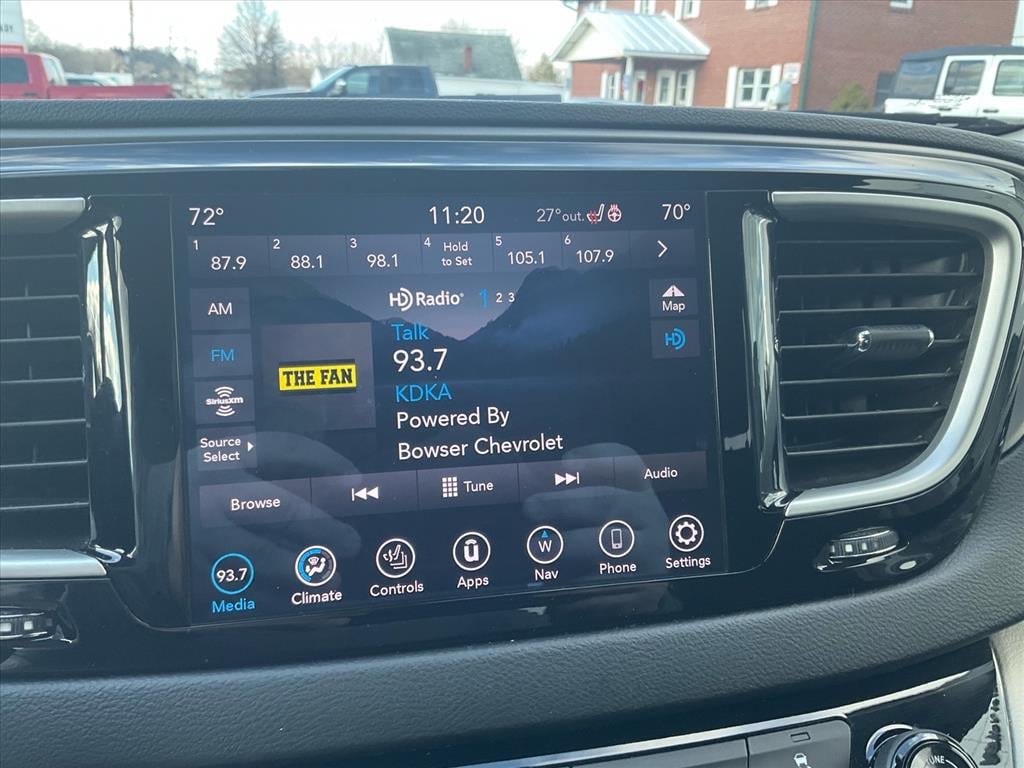 72° 11:20 27°out. 70°
1 87.9 2 88.1 3 98.1 4 Hold to Set 5 105.1 6 107.9
HD Radio 1 2 3
AM
Map
Talk
FM
93.7
HD
THE FAN
KDKA
SiriusXM
Powered By
Source Select
Bowser Chevrolet
Browse Tune Audio
93.7 W
Media Climate Controls Apps Nav Phone Settings
TUNE